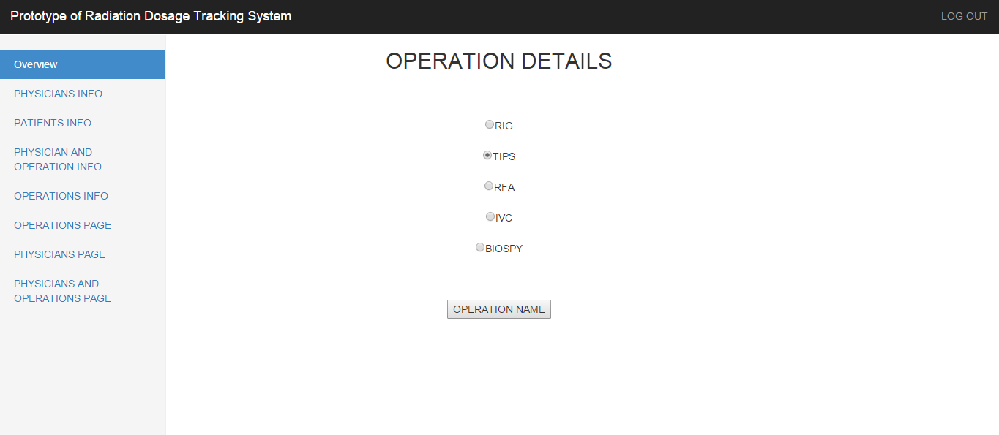 Prototype of Radiation Dosage Tracking System
LOG OUT
Overview
PHYSICIANS INFO
PATIENTS INFO
PHYSICIAN AND
OPERATION INFO
OPERATIONS INFO
OPERATIONS PAGE
PHYSICIANS PAGE
PHYSICIANS AND
OPERATIONS PAGE
OPERATION DETAILS
RIG
TIPS
RFA
IVC
BIOSPY
OPERATION NAME